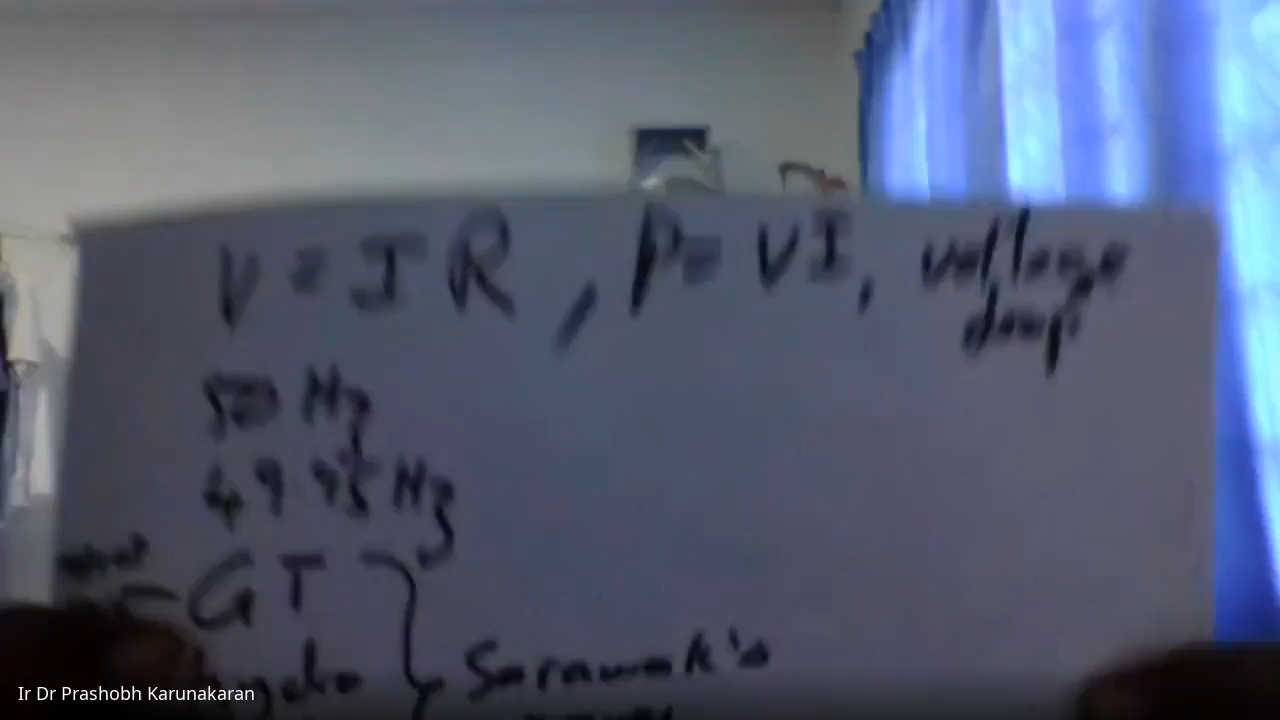 V = IR, P = VI, voltage
drop
50 Hz
49.95 Hz
GT
Sarawak's
Ir Dr Prashobh Karunakaran